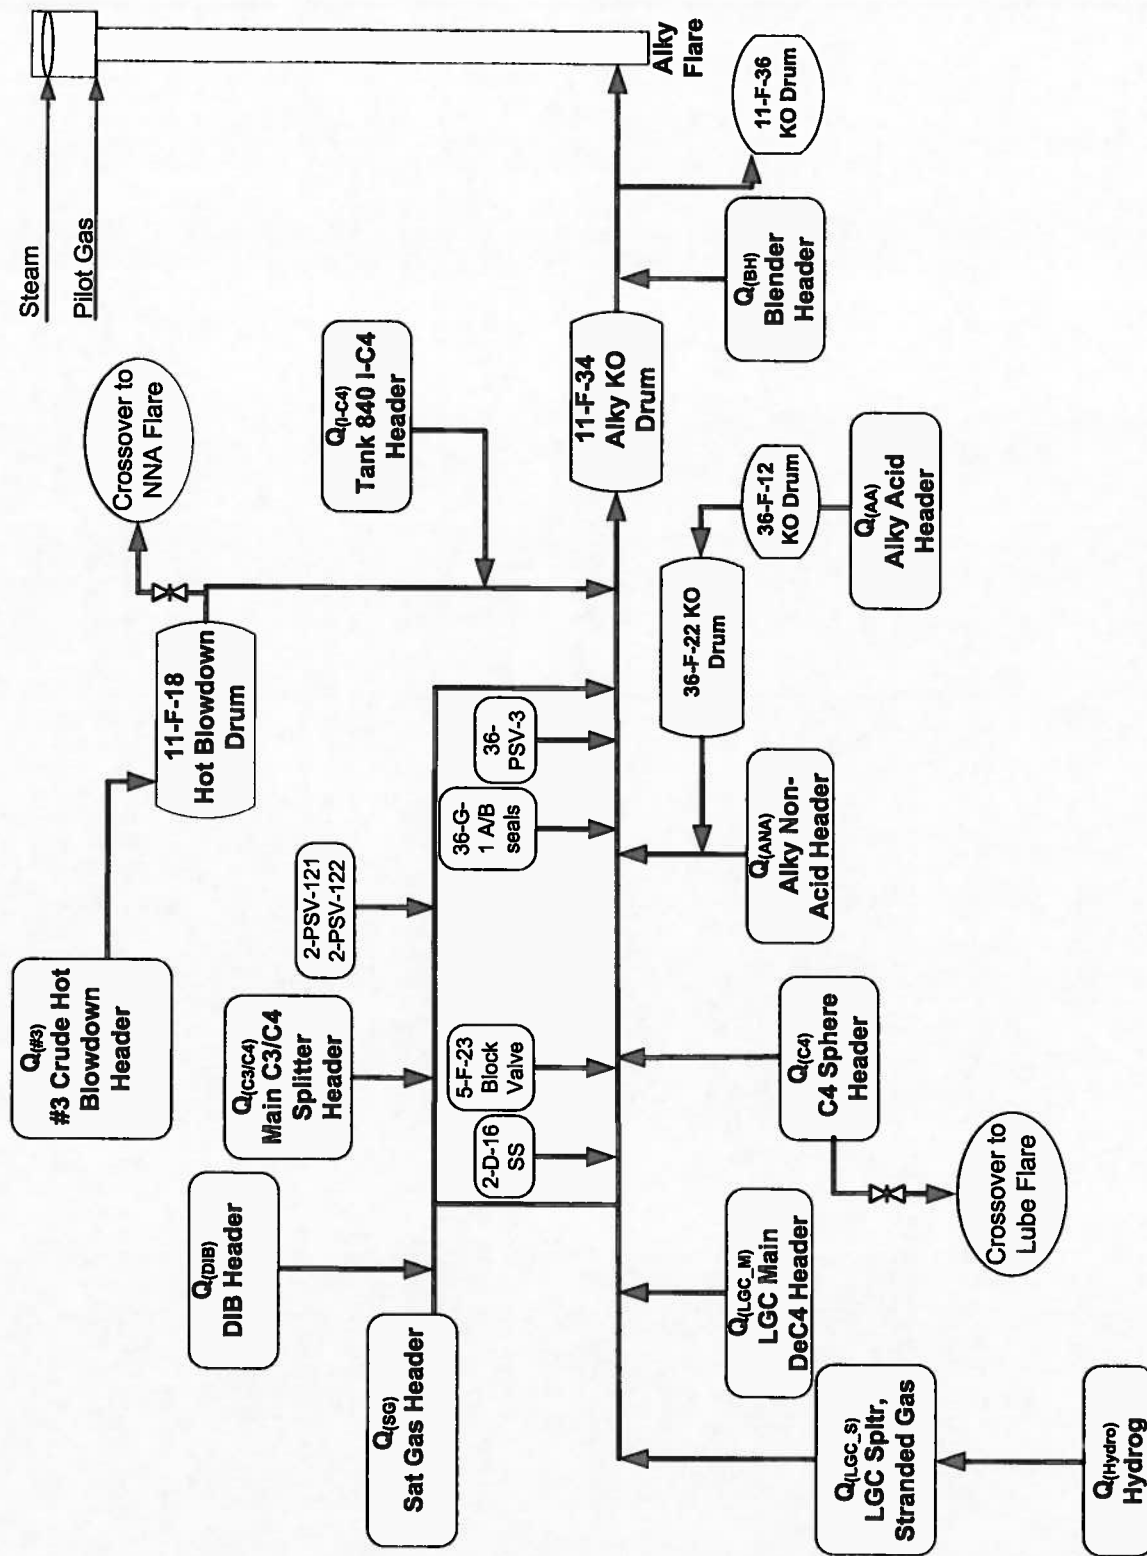 Steam
Pilot Gas
Alky
Flare
11-F-36
KO Drum
Q(BH)
Blender
Header
11-F-34
Alky KO
Drum
Crossover to
NNA Flare
Q(I-C4)
Tank 840 I-C4
Header
11-F-18
Hot Blowdown
Drum
36-F-12
KO Drum
Q(AA)
Alky Acid
Header
36-F-22 KO
Drum
36-
PSV-3
36-G-
1 A/B
seals
Q(ANA)
Alky Non-
Acid Header
2-PSV-121
2-PSV-122
Q(#3)
#3 Crude Hot
Blowdown
Header
Q(C3/C4)
Main C3/C4
Splitter
Header
5-F-23
Block
Valve
2-D-16
SS
Q(C4)
C4 Sphere
Header
Crossover to
Lube Flare
Q(DIB)
DIB Header
Q(SG)
Sat Gas Header
Q(LGC_M)
LGC Main
DeC4 Header
Q(LGC_S)
LGC Spltr,
Stranded Gas
Q(Hydro)
Hydrog